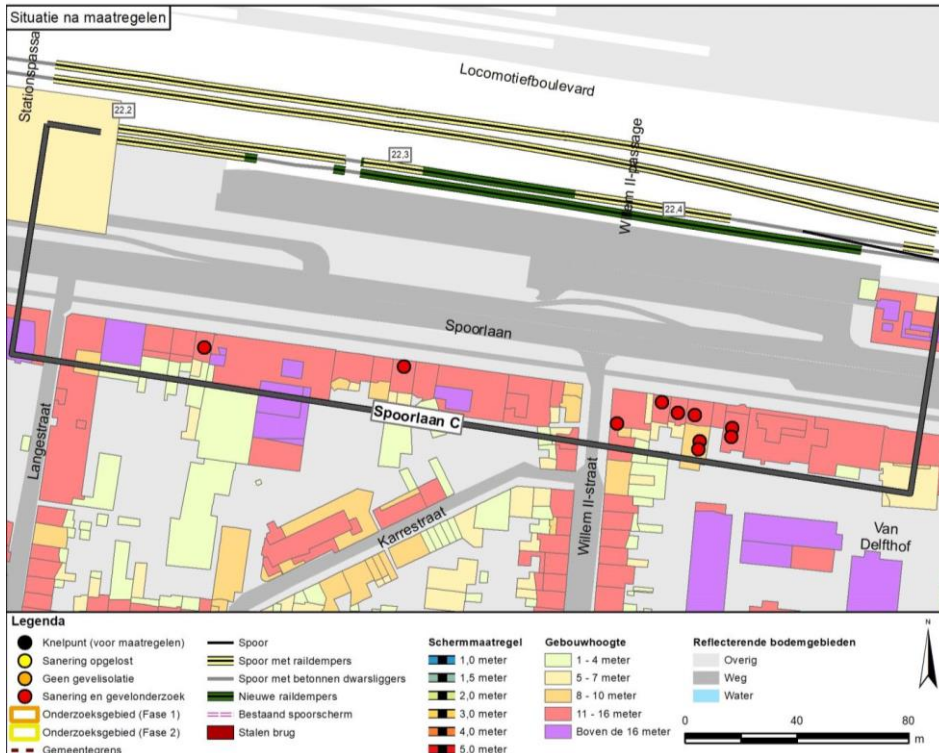 Situatie na maatregelen
Stationspassa
Locomotiefboulevard
22,2
22,3
Willem II-passage
22,4
Spoorlaan
Spoorlaan C
Langestraat
Karrestraat
Willem II-straat
Van
Delfthof
Legenda
Knelpunt (voor maatregelen)
Sanering opgelost
Geen gevelisolatie
Sanering en gevelonderzoek
Onderzoeksgebied (Fase 1)
Onderzoeksgebied (Fase 2)
Gemeentegrens
Spoor
Spoor met raildempers
Spoor met betonnen dwarsliggers
Nieuwe raildempers
Bestaand spoorscherm
Stalen brug
Schermmaatregel
1,0 meter
1,5 meter
2,0 meter
3,0 meter
4,0 meter
5,0 meter
Gebouwhoogte
1 - 4 meter
5 - 7 meter
8 - 10 meter
11 - 16 meter
Boven de 16 meter
Reflecterende bodemgebieden
Overig
Weg
Water
N
0 40 80
m